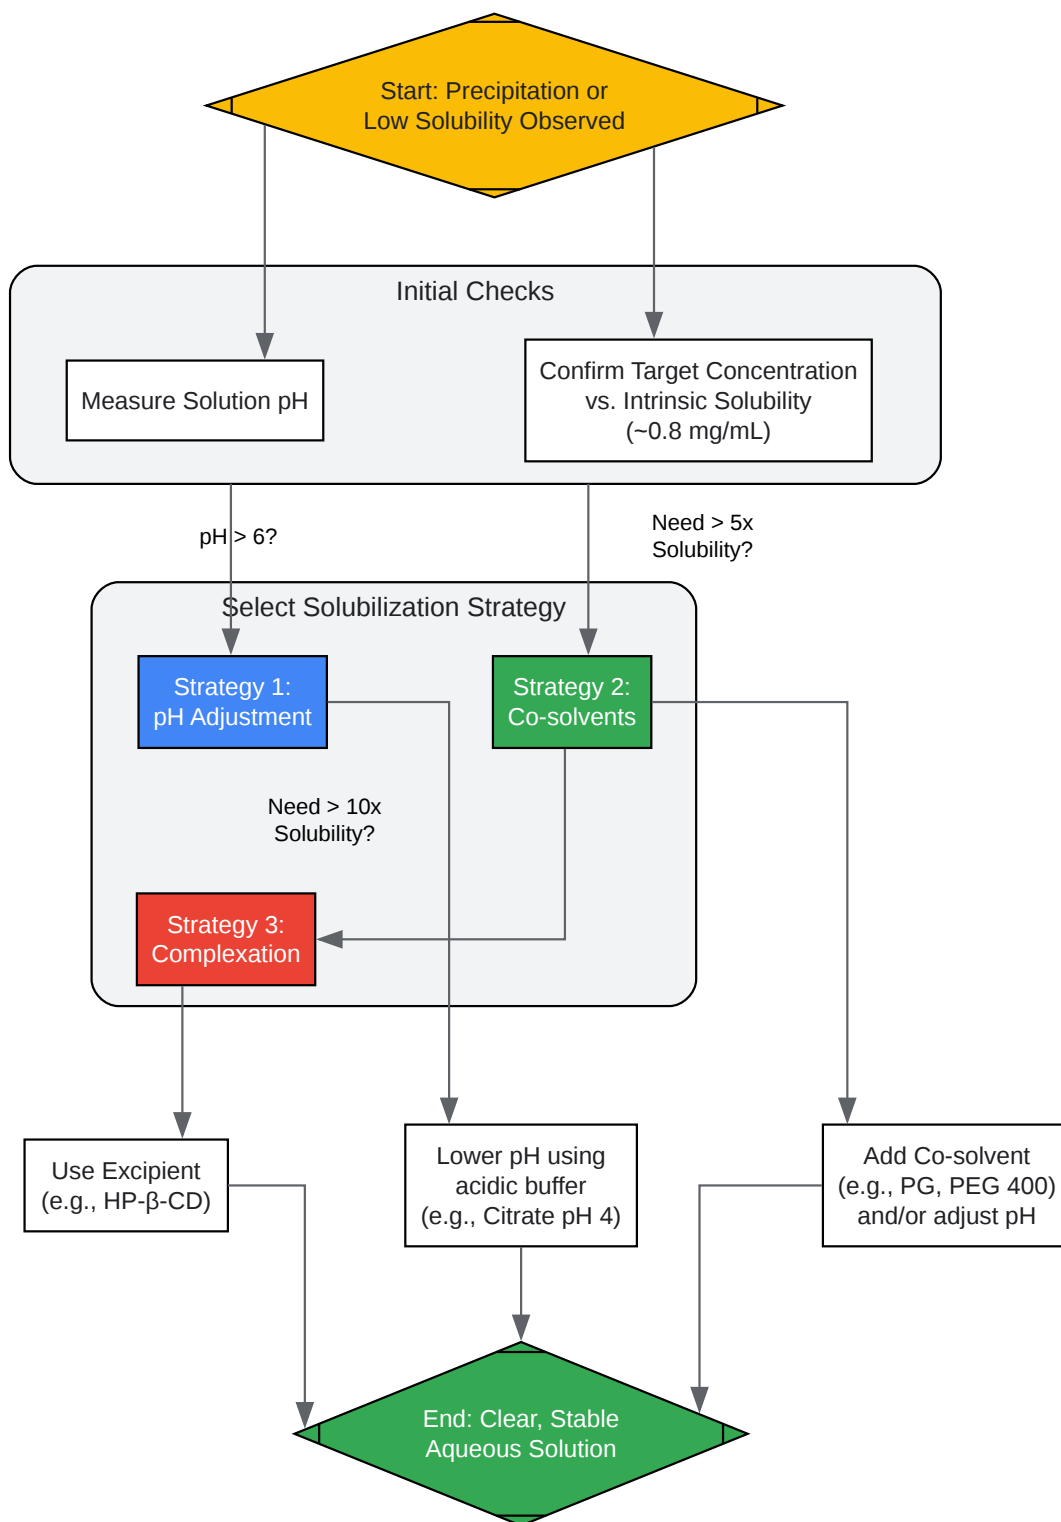 Start: Precipitation or
Low Solubility Observed
Initial Checks
Measure Solution pH
Confirm Target Concentration
vs. Intrinsic Solubility
(~0.8 mg/mL)
pH > 6?
Need > 5x
Solubility?
Select Solubilization Strategy
Strategy 1:
pH Adjustment
Strategy 2:
Co-solvents
Need > 10x
Solubility?
Strategy 3:
Complexation
Use Excipient
(e.g., HP-β-CD)
Lower pH using
acidic buffer
(e.g., Citrate pH 4)
Add Co-solvent
(e.g., PG, PEG 400)
and/or adjust pH
End: Clear, Stable
Aqueous Solution